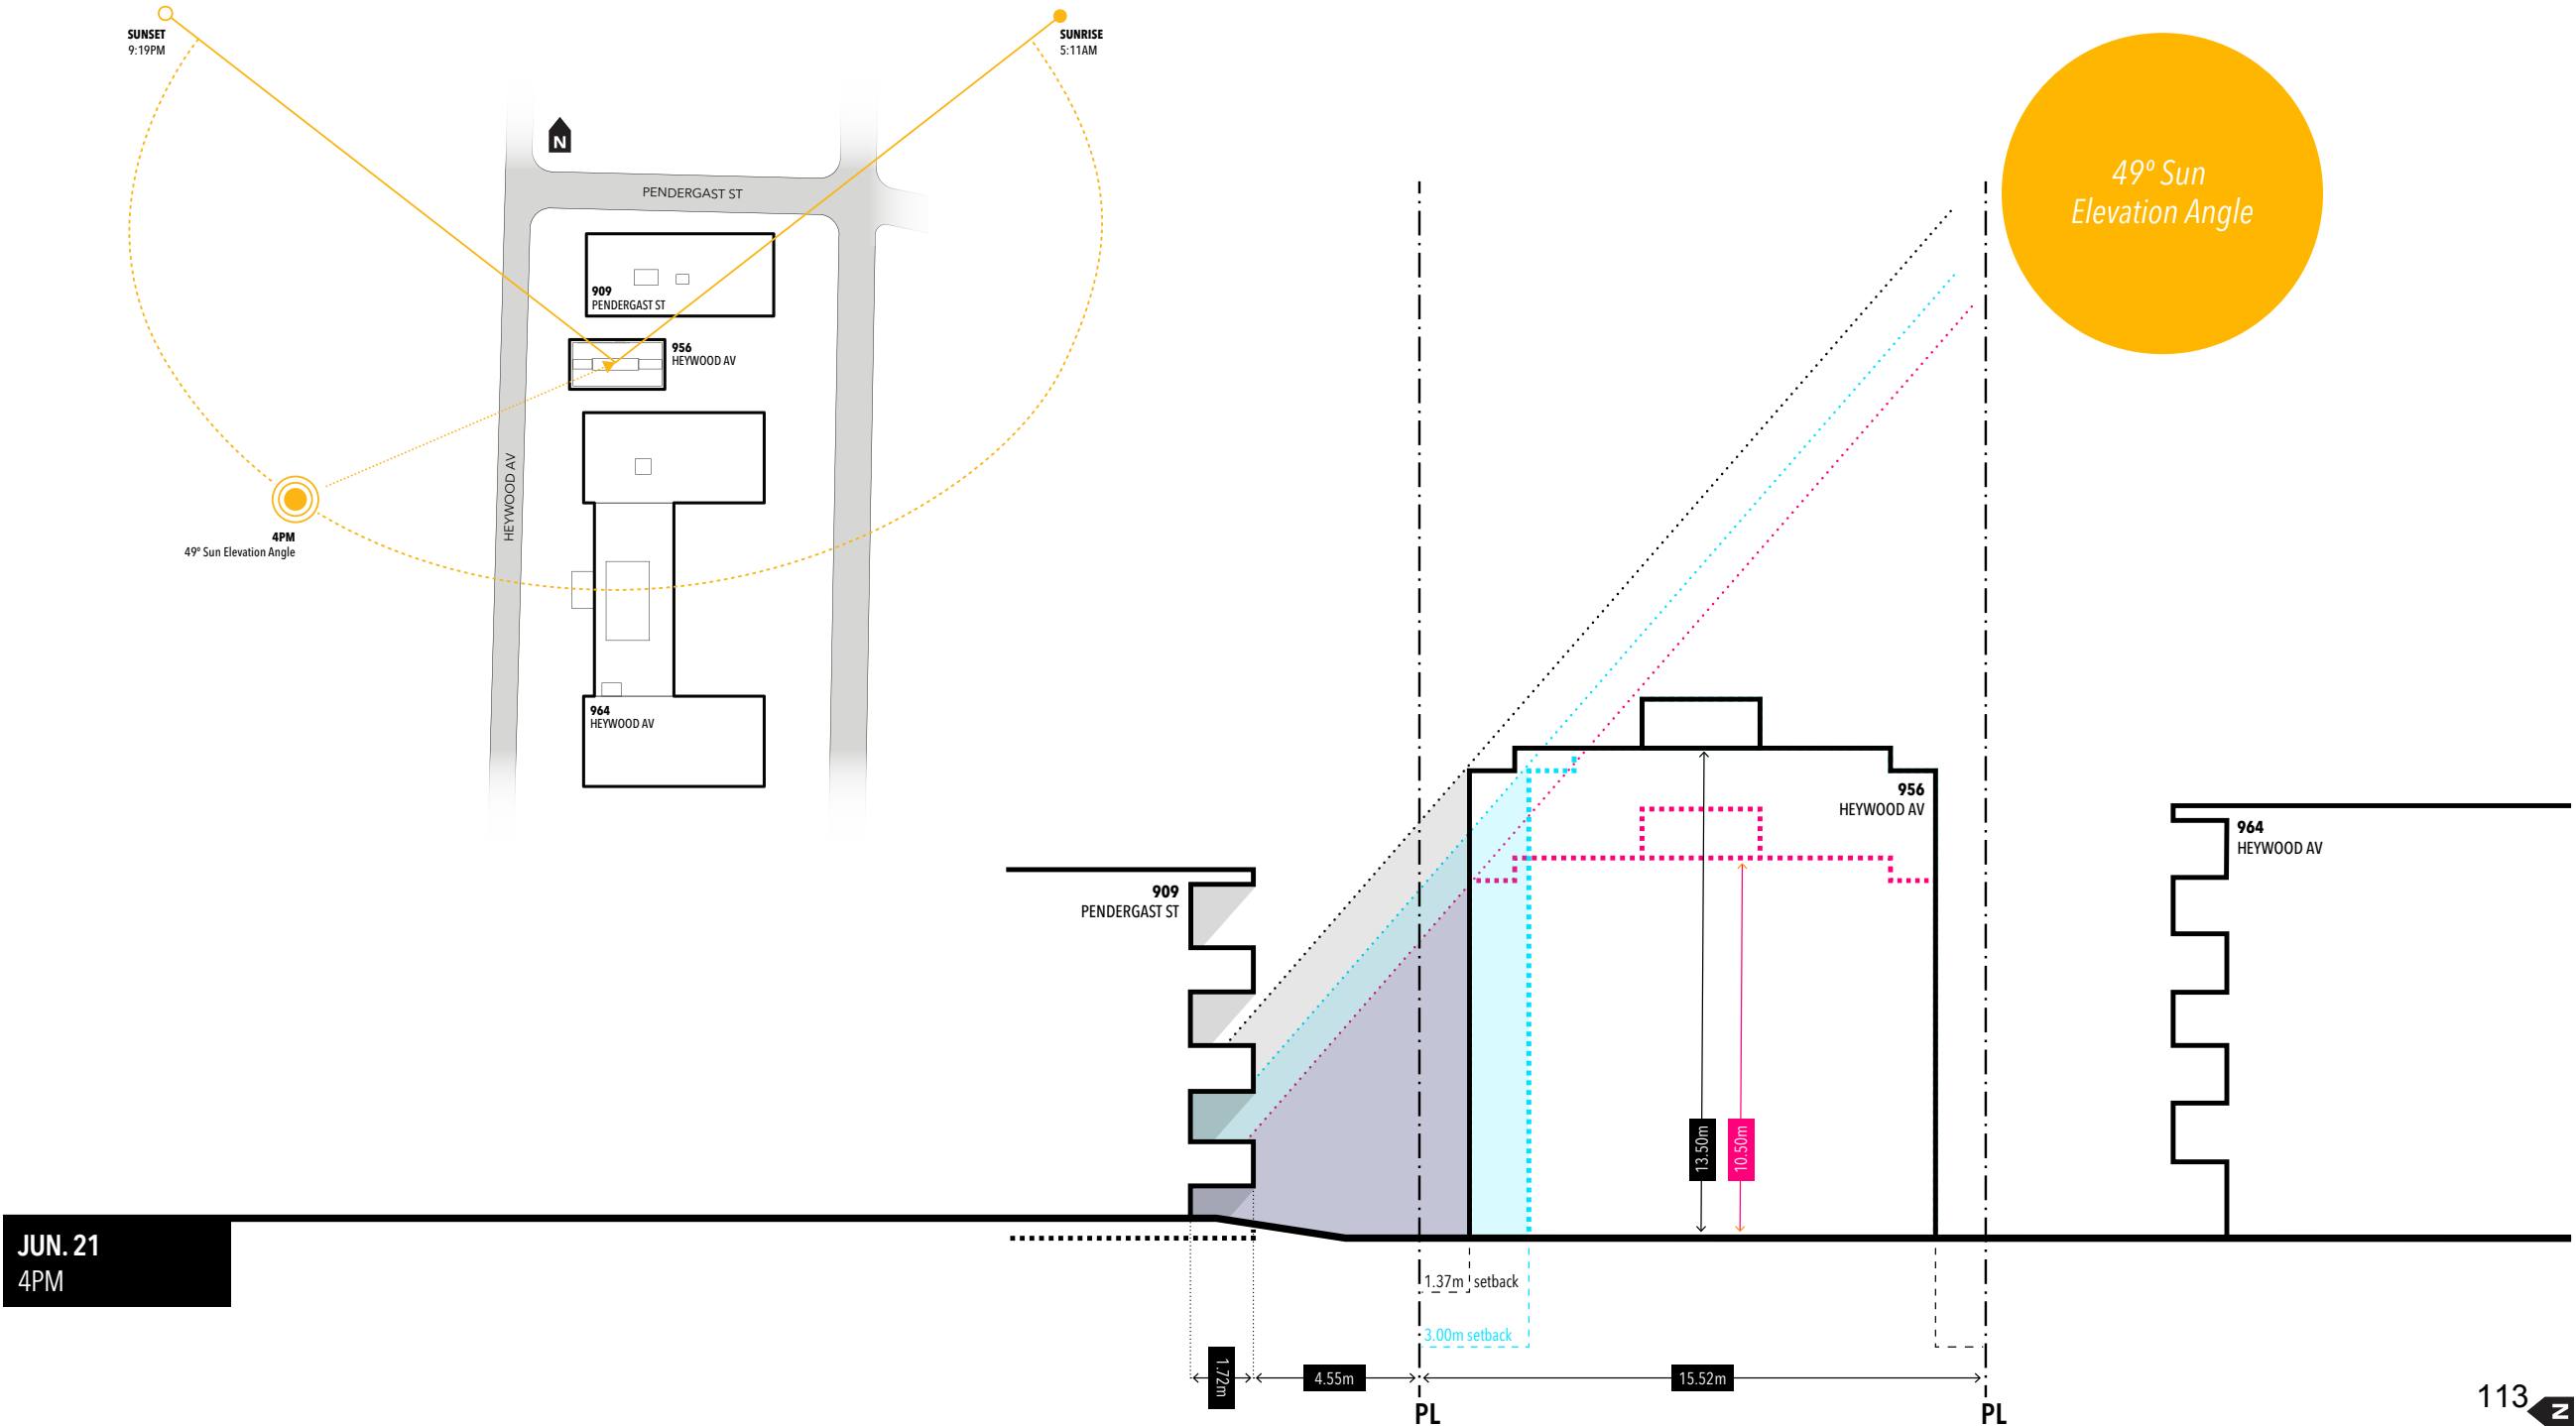 SUNSET
9:19PM
SUNRISE
5:11AM
N
PENDERGAST ST
909
PENDERGAST ST
956
HEYWOOD AV
HEYWOOD AV
4PM
49º Sun Elevation Angle
964
HEYWOOD AV
49º Sun
Elevation Angle
956
HEYWOOD AV
964
HEYWOOD AV
909
PENDERGAST ST
13.50m
10.50m
JUN. 21
4PM
1.37m setback
3.00m setback
1.72m
4.55m
15.52m
PL
PL
113
N